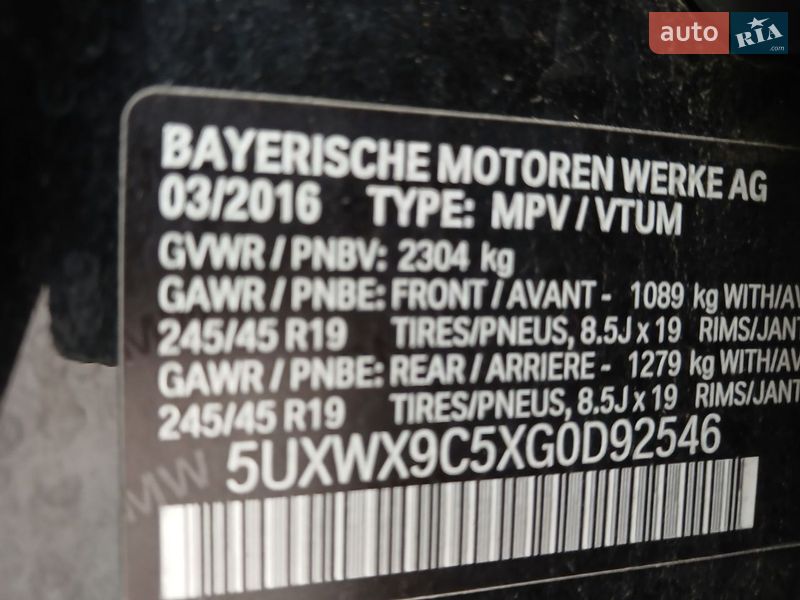 auto RIA.com
BAYERISCHE MOTOREN WERKE AG
03/2016 TYPE: MPV / VTUM
GVWR / PNBV: 2304 kg
GAWR / PNBE: FRONT / AVANT - 1089 kg WITH/AV
245/45 R19 TIRES/PNEUS, 8.5J x 19 RIMS/JANT
GAWR / PNBE: REAR / ARRIERE - 1279 kg WITH/AV
245/45 R19 TIRES/PNEUS, 8.5J x 19 RIMS/JANT
5UXWX9C5XG0D92546